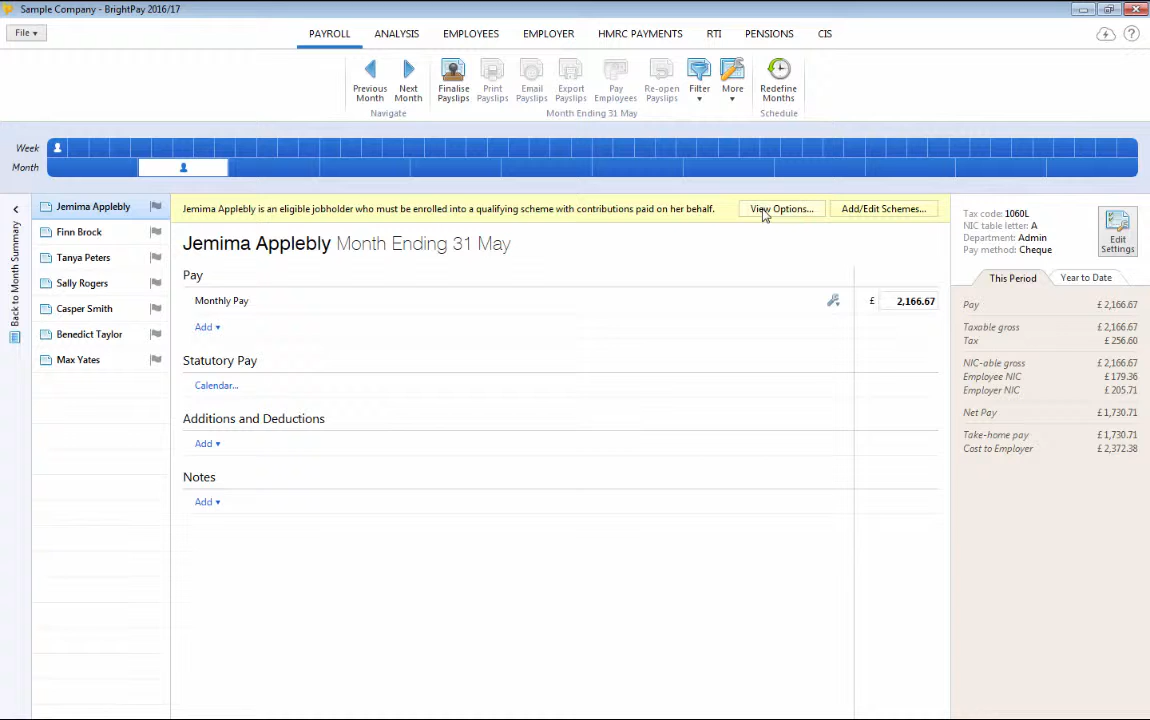 Sample Company - BrightPay 2016/17
File
PAYROLL
ANALYSIS
EMPLOYEES
EMPLOYER
HMRC PAYMENTS
RTI
PENSIONS
CIS
Previous Month
Next Month
Finalise Payslips
Print Payslips
Email Payslips
Export Payslips
Pay Employees
Re-open Payslips
Filter
More
Redefine Months
Navigate
Month Ending 31 May
Schedule
Week
Month
Back to Month Summary
Jemima Applebly
Finn Brock
Tanya Peters
Sally Rogers
Casper Smith
Benedict Taylor
Max Yates
Jemima Applebly is an eligible jobholder who must be enrolled into a qualifying scheme with contributions paid on her behalf.
View Options...
Add/Edit Schemes...
Jemima Applebly Month Ending 31 May
Pay
Monthly Pay £ 2,166.67
Add
Statutory Pay
Calendar...
Additions and Deductions
Add
Notes
Add
Tax code: 1060L
NIC table letter: A
Department: Admin
Pay method: Cheque
Edit Settings
This Period
Year to Date
Pay £ 2,166.67
Taxable gross £ 2,166.67
Tax £ 256.60
NIC-able gross £ 2,166.67
Employee NIC £ 179.36
Employer NIC £ 205.71
Net Pay £ 1,730.71
Take-home pay £ 1,730.71
Cost to Employer £ 2,372.38